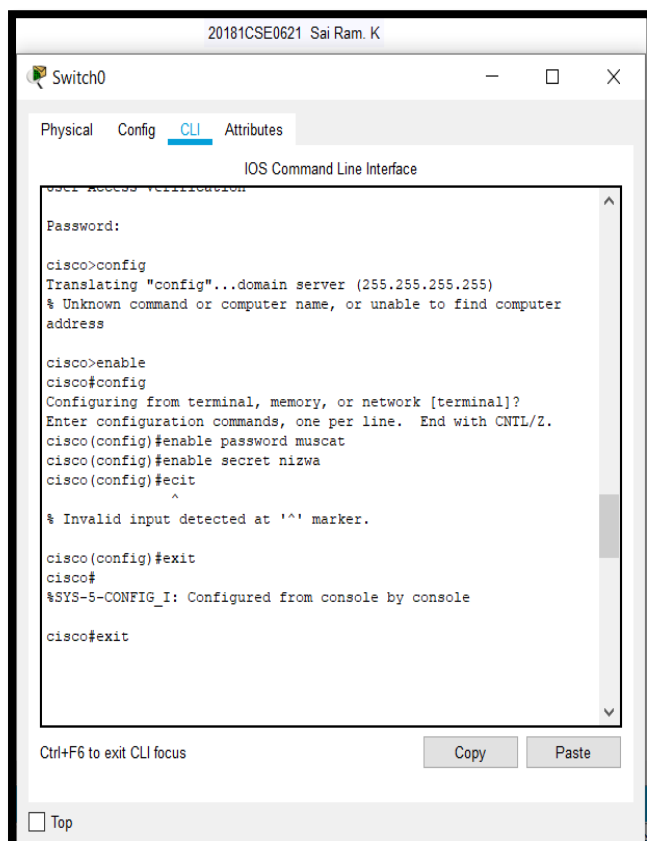 20181CSE0621 Sai Ram. K
Switch0
Physical Config CLI Attributes
IOS Command Line Interface
User Access Verification
Password:
cisco>config
Translating "config"...domain server (255.255.255.255)
% Unknown command or computer name, or unable to find computer
address
cisco>enable
cisco#config
Configuring from terminal, memory, or network [terminal]?
Enter configuration commands, one per line. End with CNTL/Z.
cisco(config)#enable password muscat
cisco(config)#enable secret nizwa
cisco(config)#ecit
^
% Invalid input detected at '^' marker.
cisco(config)#exit
cisco#
%SYS-5-CONFIG_I: Configured from console by console
cisco#exit
Ctrl+F6 to exit CLI focus
Copy Paste
Top